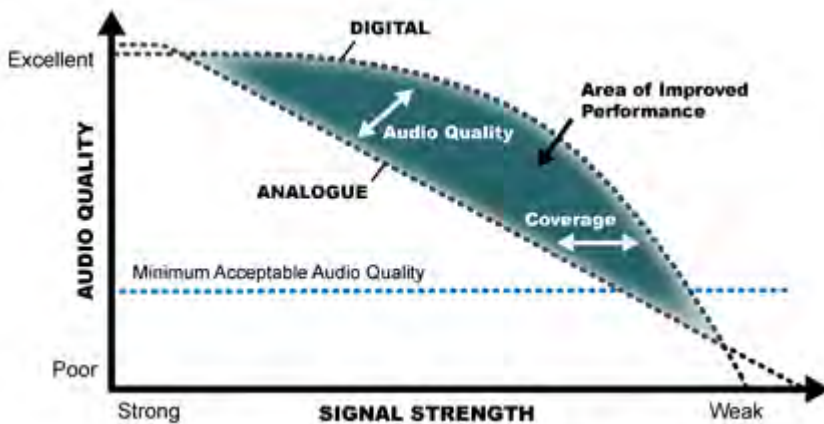 DIGITAL
Excellent
Area of Improved
Performance
Audio Quality
AUDIO QUALITY
ANALOGUE
Coverage
Minimum Acceptable Audio Quality
Poor
Strong
SIGNAL STRENGTH
Weak